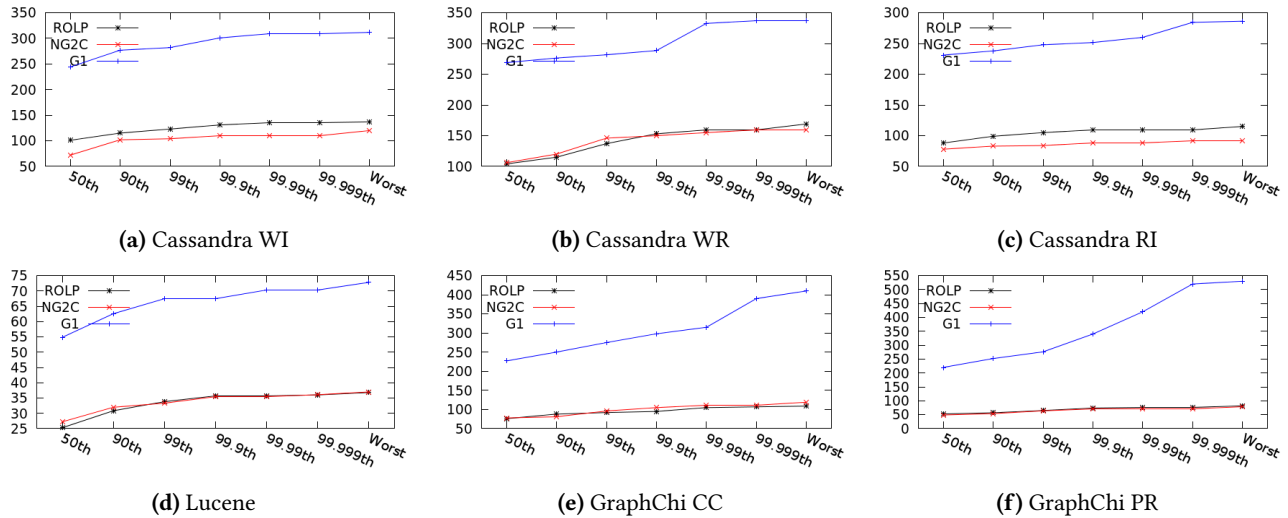 350
300
250
200
150
100
50
ROLP
NG2C
G1
50th
90th
99th
99.9th
99.99th
99.999th
Worst
(a) Cassandra WI
350
300
250
200
150
100
ROLP
NG2C
G1
50th
90th
99th
99.9th
99.99th
99.999th
Worst
(b) Cassandra WR
300
250
200
150
100
50
ROLP
NG2C
G1
50th
90th
99th
99.9th
99.99th
99.999th
Worst
(c) Cassandra RI
75
70
65
60
55
50
45
40
35
30
25
ROLP
NG2C
G1
50th
90th
99th
99.9th
99.99th
99.999th
Worst
(d) Lucene
450
400
350
300
250
200
150
100
50
ROLP
NG2C
G1
50th
90th
99th
99.9th
99.99th
99.999th
Worst
(e) GraphChi CC
550
500
450
400
350
300
250
200
150
100
50
0
ROLP
NG2C
G1
50th
90th
99th
99.9th
99.99th
99.999th
Worst
(f) GraphChi PR